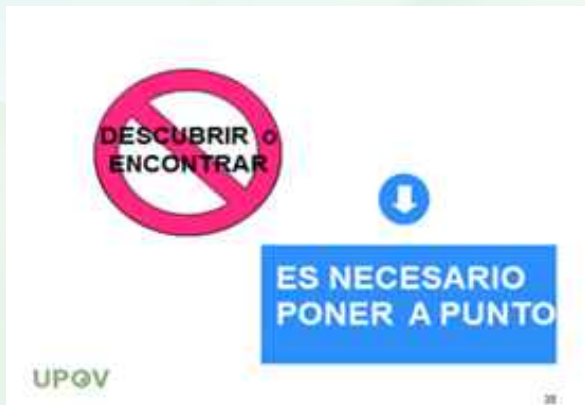 DESCUBRIR o
ENCONTRAR
ES NECESARIO
PONER A PUNTO
UPOV